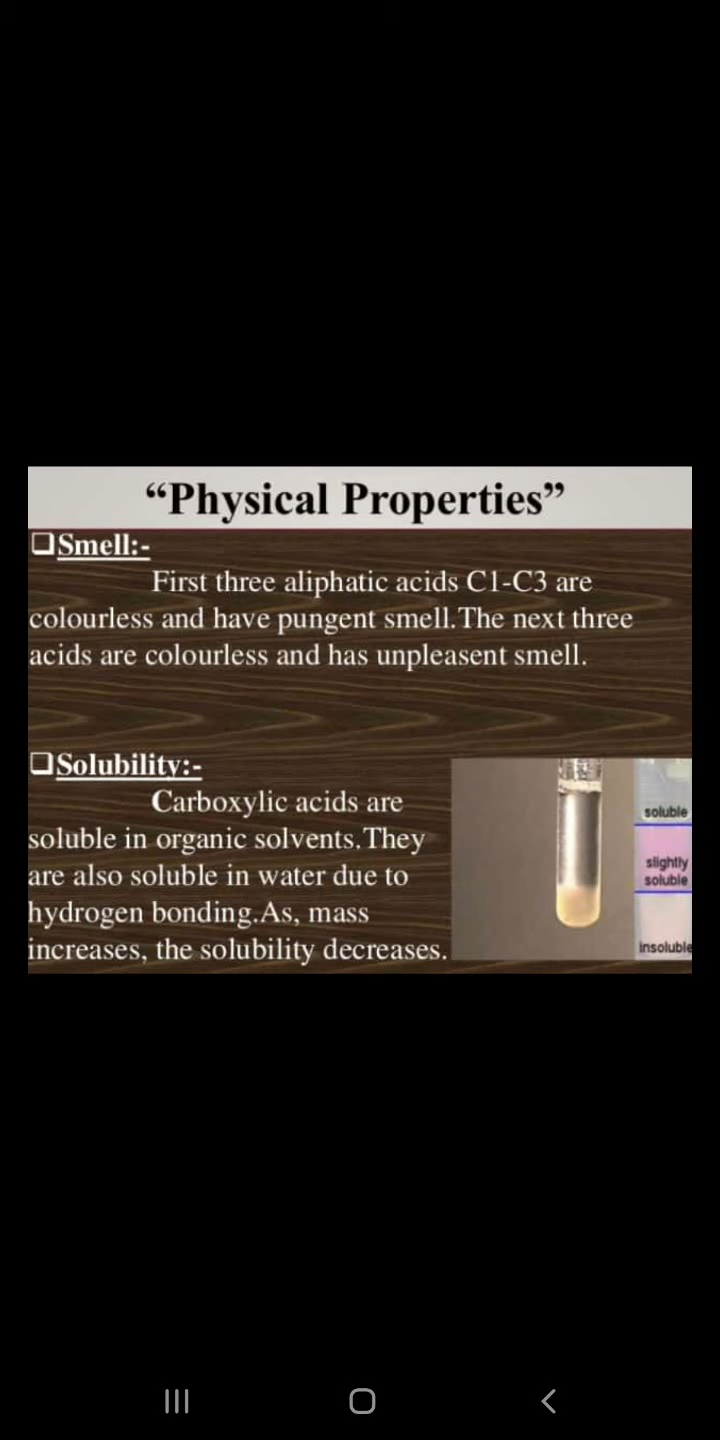 “Physical Properties”
❑Smell:-
First three aliphatic acids C1-C3 are
colourless and have pungent smell.The next three
acids are colourless and has unpleasent smell.
❑Solubility:-
Carboxylic acids are
soluble in organic solvents.They
are also soluble in water due to
hydrogen bonding.As, mass
increases, the solubility decreases.
soluble
slightly
soluble
insoluble